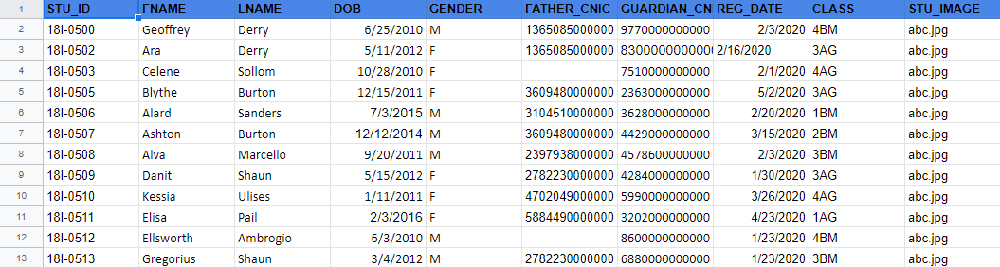 1 STU_ID FNAME LNAME DOB GENDER FATHER_CNIC GUARDIAN_CN REG_DATE CLASS STU_IMAGE
2 18I-0500 Geoffrey Derry 6/25/2010 M 1365085000000 9770000000000 2/3/2020 4BM abc.jpg
3 18I-0502 Ara Derry 5/11/2012 F 1365085000000 8300000000000 2/16/2020 3AG abc.jpg
4 18I-0503 Celene Sollom 10/28/2010 F 7510000000000 2/1/2020 4AG abc.jpg
5 18I-0505 Blythe Burton 12/15/2011 F 3609480000000 2363000000000 5/2/2020 3AG abc.jpg
6 18I-0506 Alard Sanders 7/3/2015 M 3104510000000 3628000000000 2/20/2020 1BM abc.jpg
7 18I-0507 Ashton Burton 12/12/2014 M 3609480000000 4429000000000 3/15/2020 2BM abc.jpg
8 18I-0508 Alva Marcello 9/20/2011 M 2397938000000 4578600000000 2/3/2020 3BM abc.jpg
9 18I-0509 Danit Shaun 5/15/2012 F 2782230000000 4284000000000 1/30/2020 3AG abc.jpg
10 18I-0510 Kessia Ulises 1/11/2011 F 4702049000000 5990000000000 3/26/2020 4AG abc.jpg
11 18I-0511 Elisa Pail 2/3/2016 F 5884490000000 3202000000000 4/23/2020 1AG abc.jpg
12 18I-0512 Ellsworth Ambrogio 6/3/2010 M 8600000000000 1/23/2020 4BM abc.jpg
13 18I-0513 Gregorius Shaun 3/4/2012 M 2782230000000 6880000000000 1/23/2020 3BM abc.jpg